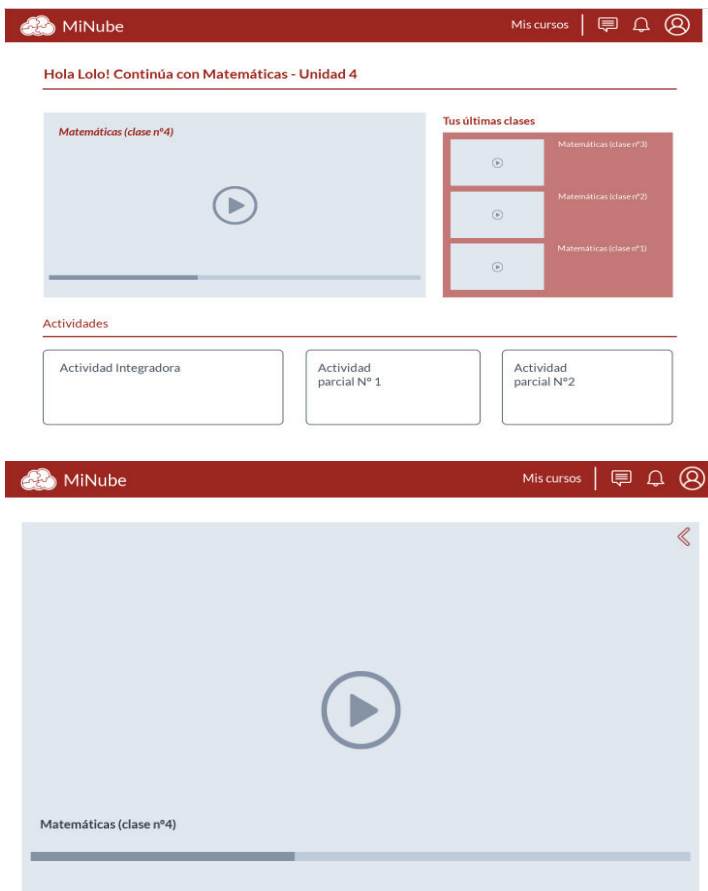 MiNube
Mis cursos
Hola Lolo! Continúa con Matemáticas - Unidad 4
Matemáticas (clase nº4)
Tus últimas clases
Matemáticas (clase nº3)
Matemáticas (clase nº2)
Matemáticas (clase nº1)
Actividades
Actividad Integradora
Actividad
parcial Nº 1
Actividad
parcial Nº2
MiNube
Mis cursos
Matemáticas (clase nº4)